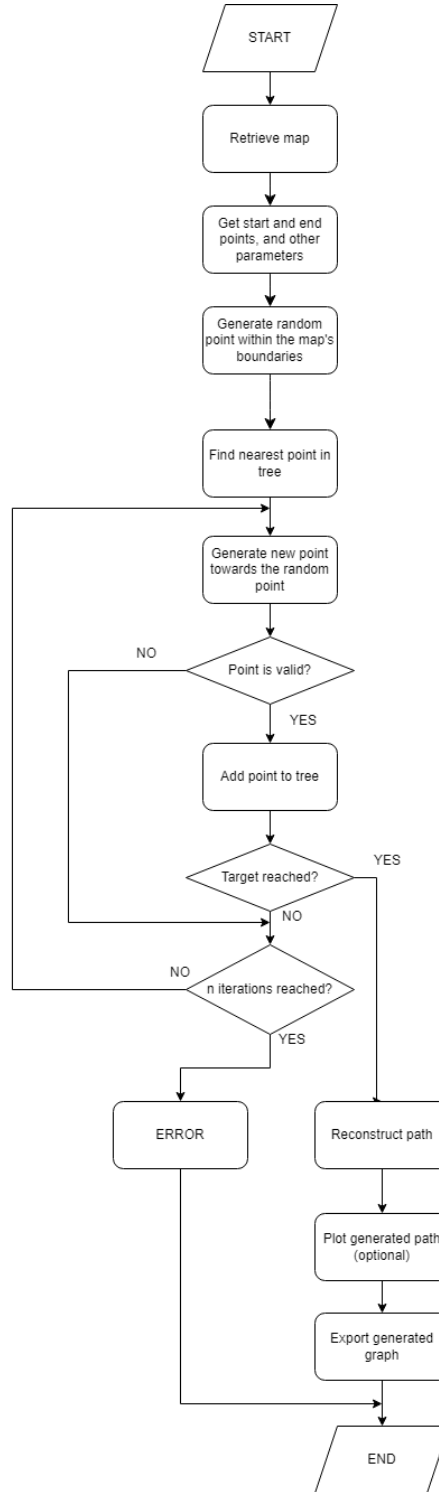 START
Retrieve map
Get start and end
points, and other
parameters
Generate random
point within the map's
boundaries
Find nearest point in
tree
Generate new point
towards the random
point
NO
Point is valid?
YES
Add point to tree
YES
Target reached?
NO
NO
n iterations reached?
YES
ERROR
Reconstruct path
Plot generated path
(optional)
Export generated
graph
END